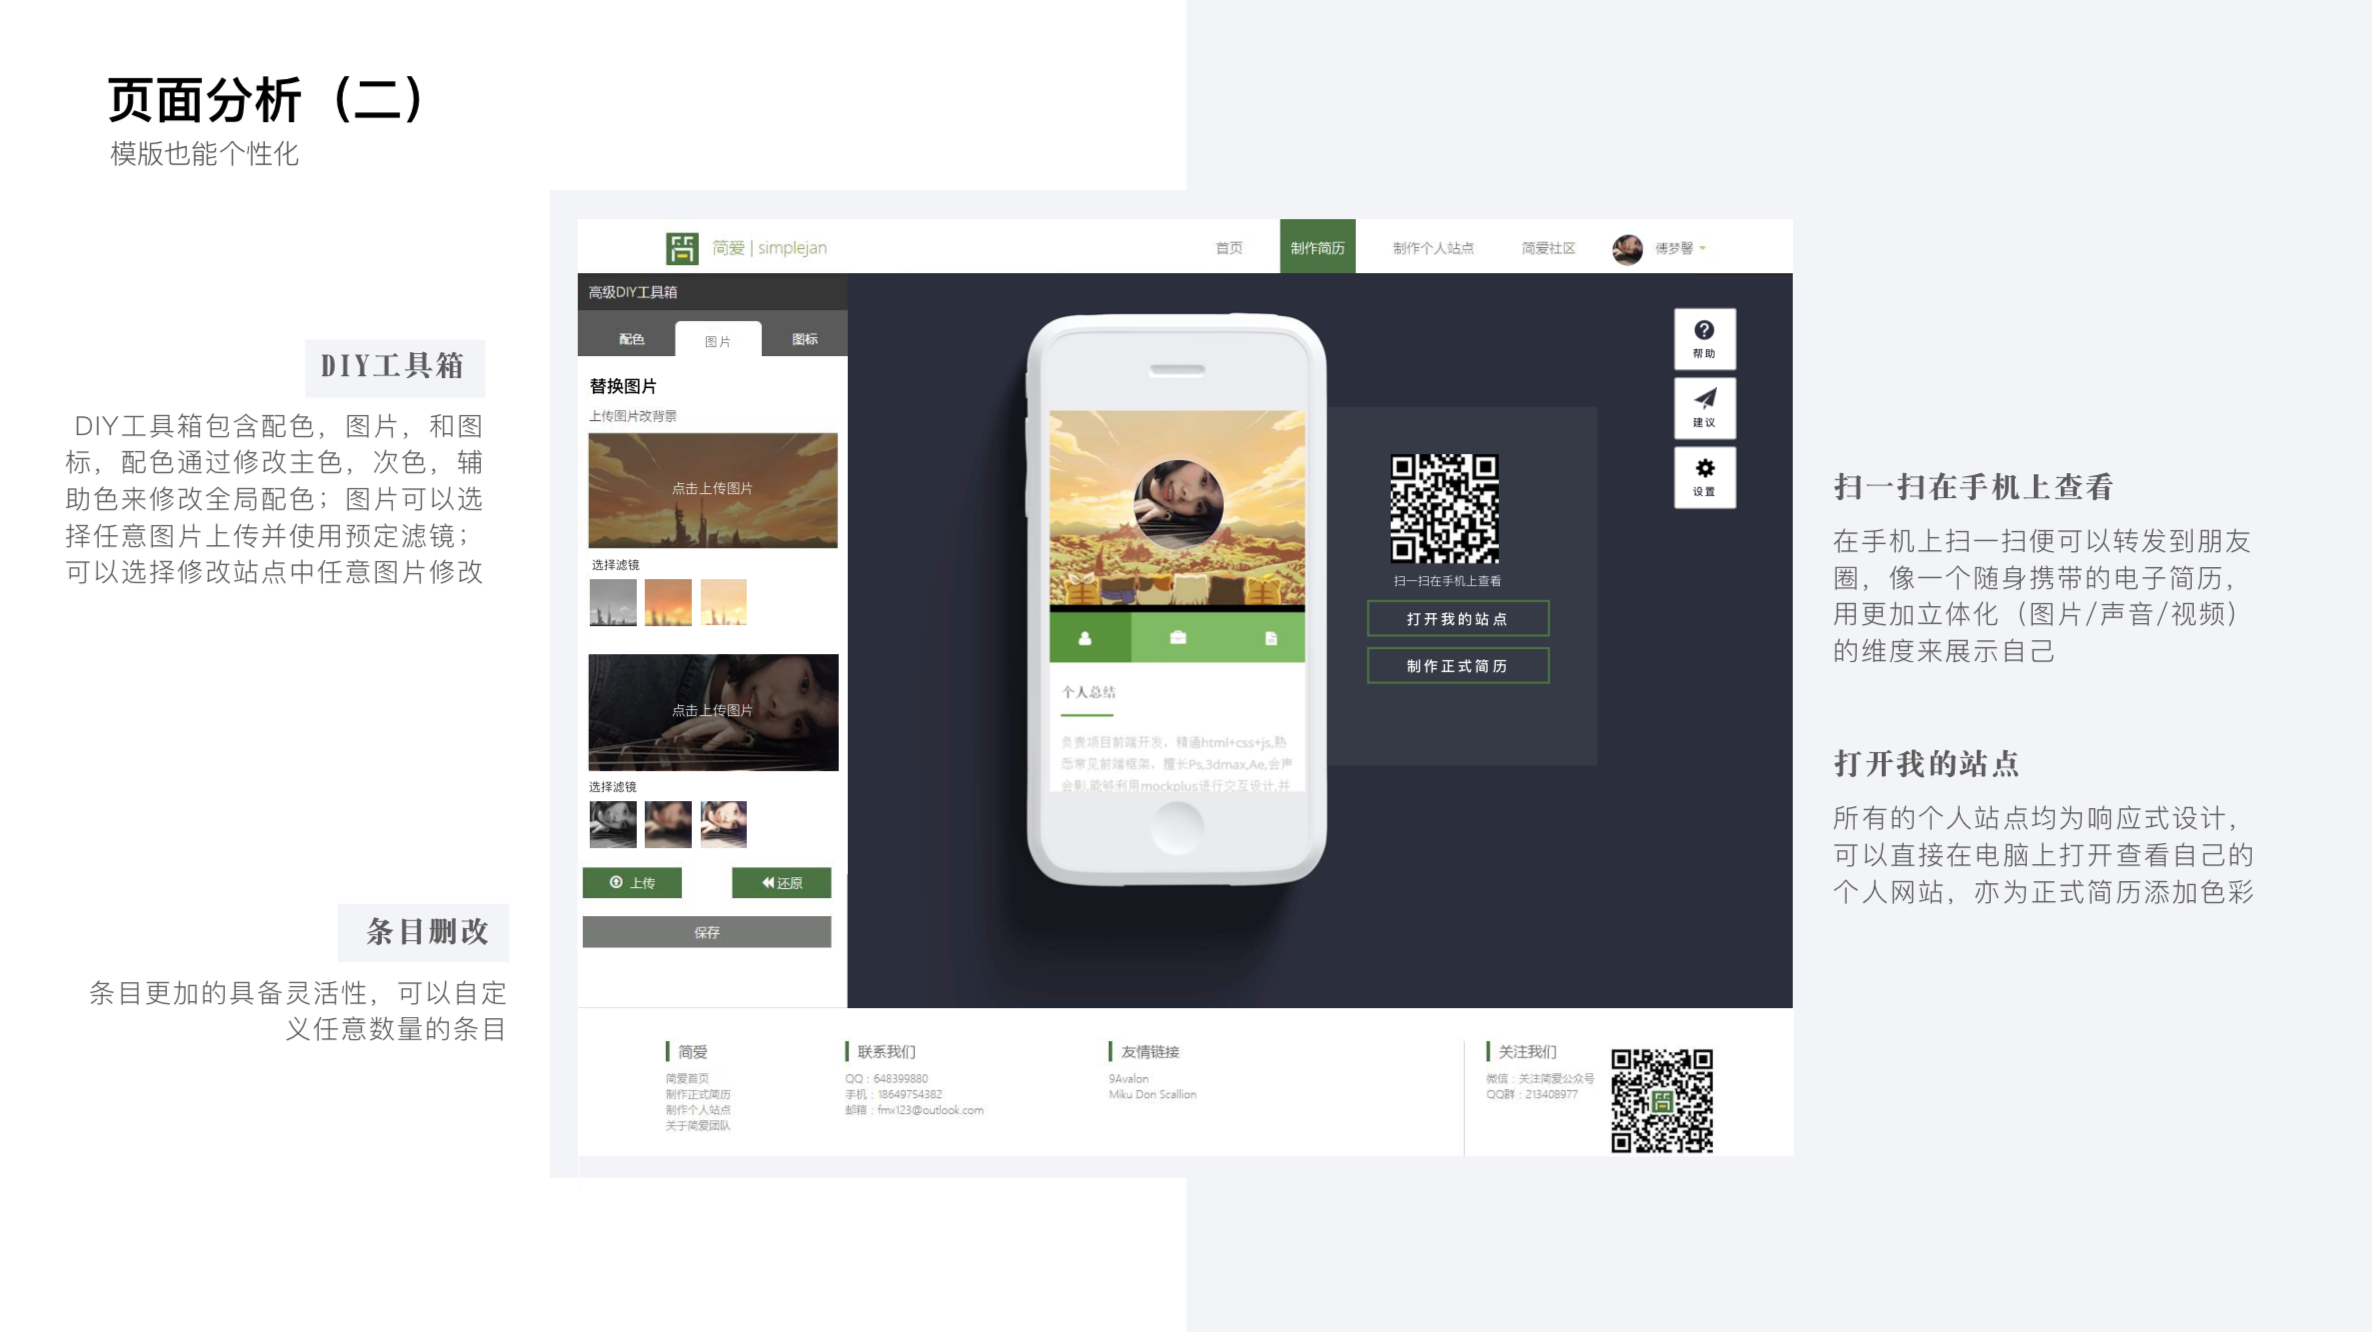 页面分析（二）
模版也能个性化
DIY工具箱
DIY工具箱包含配色，图片，和图
标，配色通过修改主色，次色，辅
助色来修改全局配色；图片可以选
择任意图片上传并使用预定滤镜；
可以选择修改站点中任意图片修改
条目删改
条目更加的具备灵活性，可以自定
义任意数量的条目
简爱 | simplejan
首页
制作简历
制作个人站点
简爱社区
傅梦馨
高级DIY工具箱
配色
图片
图标
替换图片
上传图片改背景
点击上传图片
选择滤镜
点击上传图片
选择滤镜
上传
还原
保存
个人总结
负责项目前端开发，精通html+css+js,熟
悉常见前端框架，擅长Ps,3dmax,Ae,会声
会影,能够利用mockplus进行交互设计,并
扫一扫在手机上查看
打开我的站点
制作正式简历
帮助
建议
设置
简爱
简爱首页
制作正式简历
制作个人站点
关于简爱团队
联系我们
QQ：648399880
手机：18649754382
邮箱：fmx123@outlook.com
友情链接
9Avalon
Miku Don Scallion
关注我们
微信：关注简爱公众号
QQ群：213408977
简
扫一扫在手机上查看
在手机上扫一扫便可以转发到朋友
圈，像一个随身携带的电子简历，
用更加立体化（图片/声音/视频）
的维度来展示自己
打开我的站点
所有的个人站点均为响应式设计，
可以直接在电脑上打开查看自己的
个人网站，亦为正式简历添加色彩